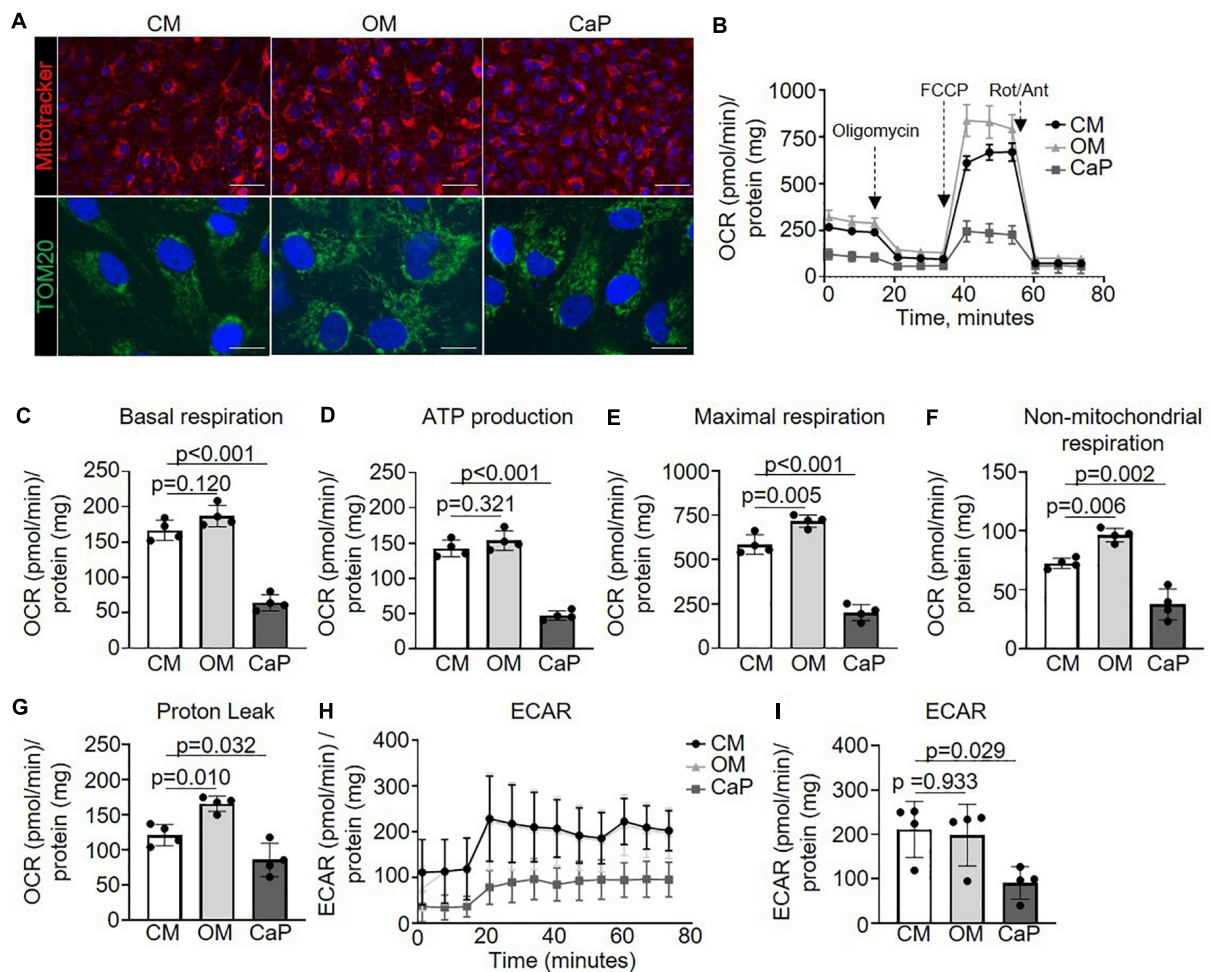 A
CM
OM
CaP
Mitotracker
TOM20
B
OCR (pmol/min)/
protein (mg)
1000
750
500
250
0
Oligomycin
FCCP
Rot/Ant
CM
OM
CaP
0
20
40
60
80
Time, minutes
C
Basal respiration
OCR (pmol/min)/
protein (mg)
250
200
150
100
50
0
p<0.001
p=0.120
CM
OM
CaP
D
ATP production
OCR (pmol/min)/
protein (mg)
250
200
150
100
50
0
p<0.001
p=0.321
CM
OM
CaP
E
Maximal respiration
OCR (pmol/min)/
protein (mg)
1000
750
500
250
0
p<0.001
p=0.005
CM
OM
CaP
F
Non-mitochondrial
respiration
OCR (pmol/min)/
protein (mg)
150
100
50
0
p=0.002
p=0.006
CM
OM
CaP
G
Proton Leak
OCR (pmol/min)/
protein (mg)
250
200
150
100
50
0
p=0.032
p=0.010
CM
OM
CaP
H
ECAR
ECAR (pmol/min) /
protein (mg)
400
300
200
100
0
CM
OM
CaP
0
20
40
60
80
Time (minutes)
I
ECAR
ECAR (pmol/min)/
protein (mg)
400
300
200
100
0
p=0.029
p =0.933
CM
OM
CaP